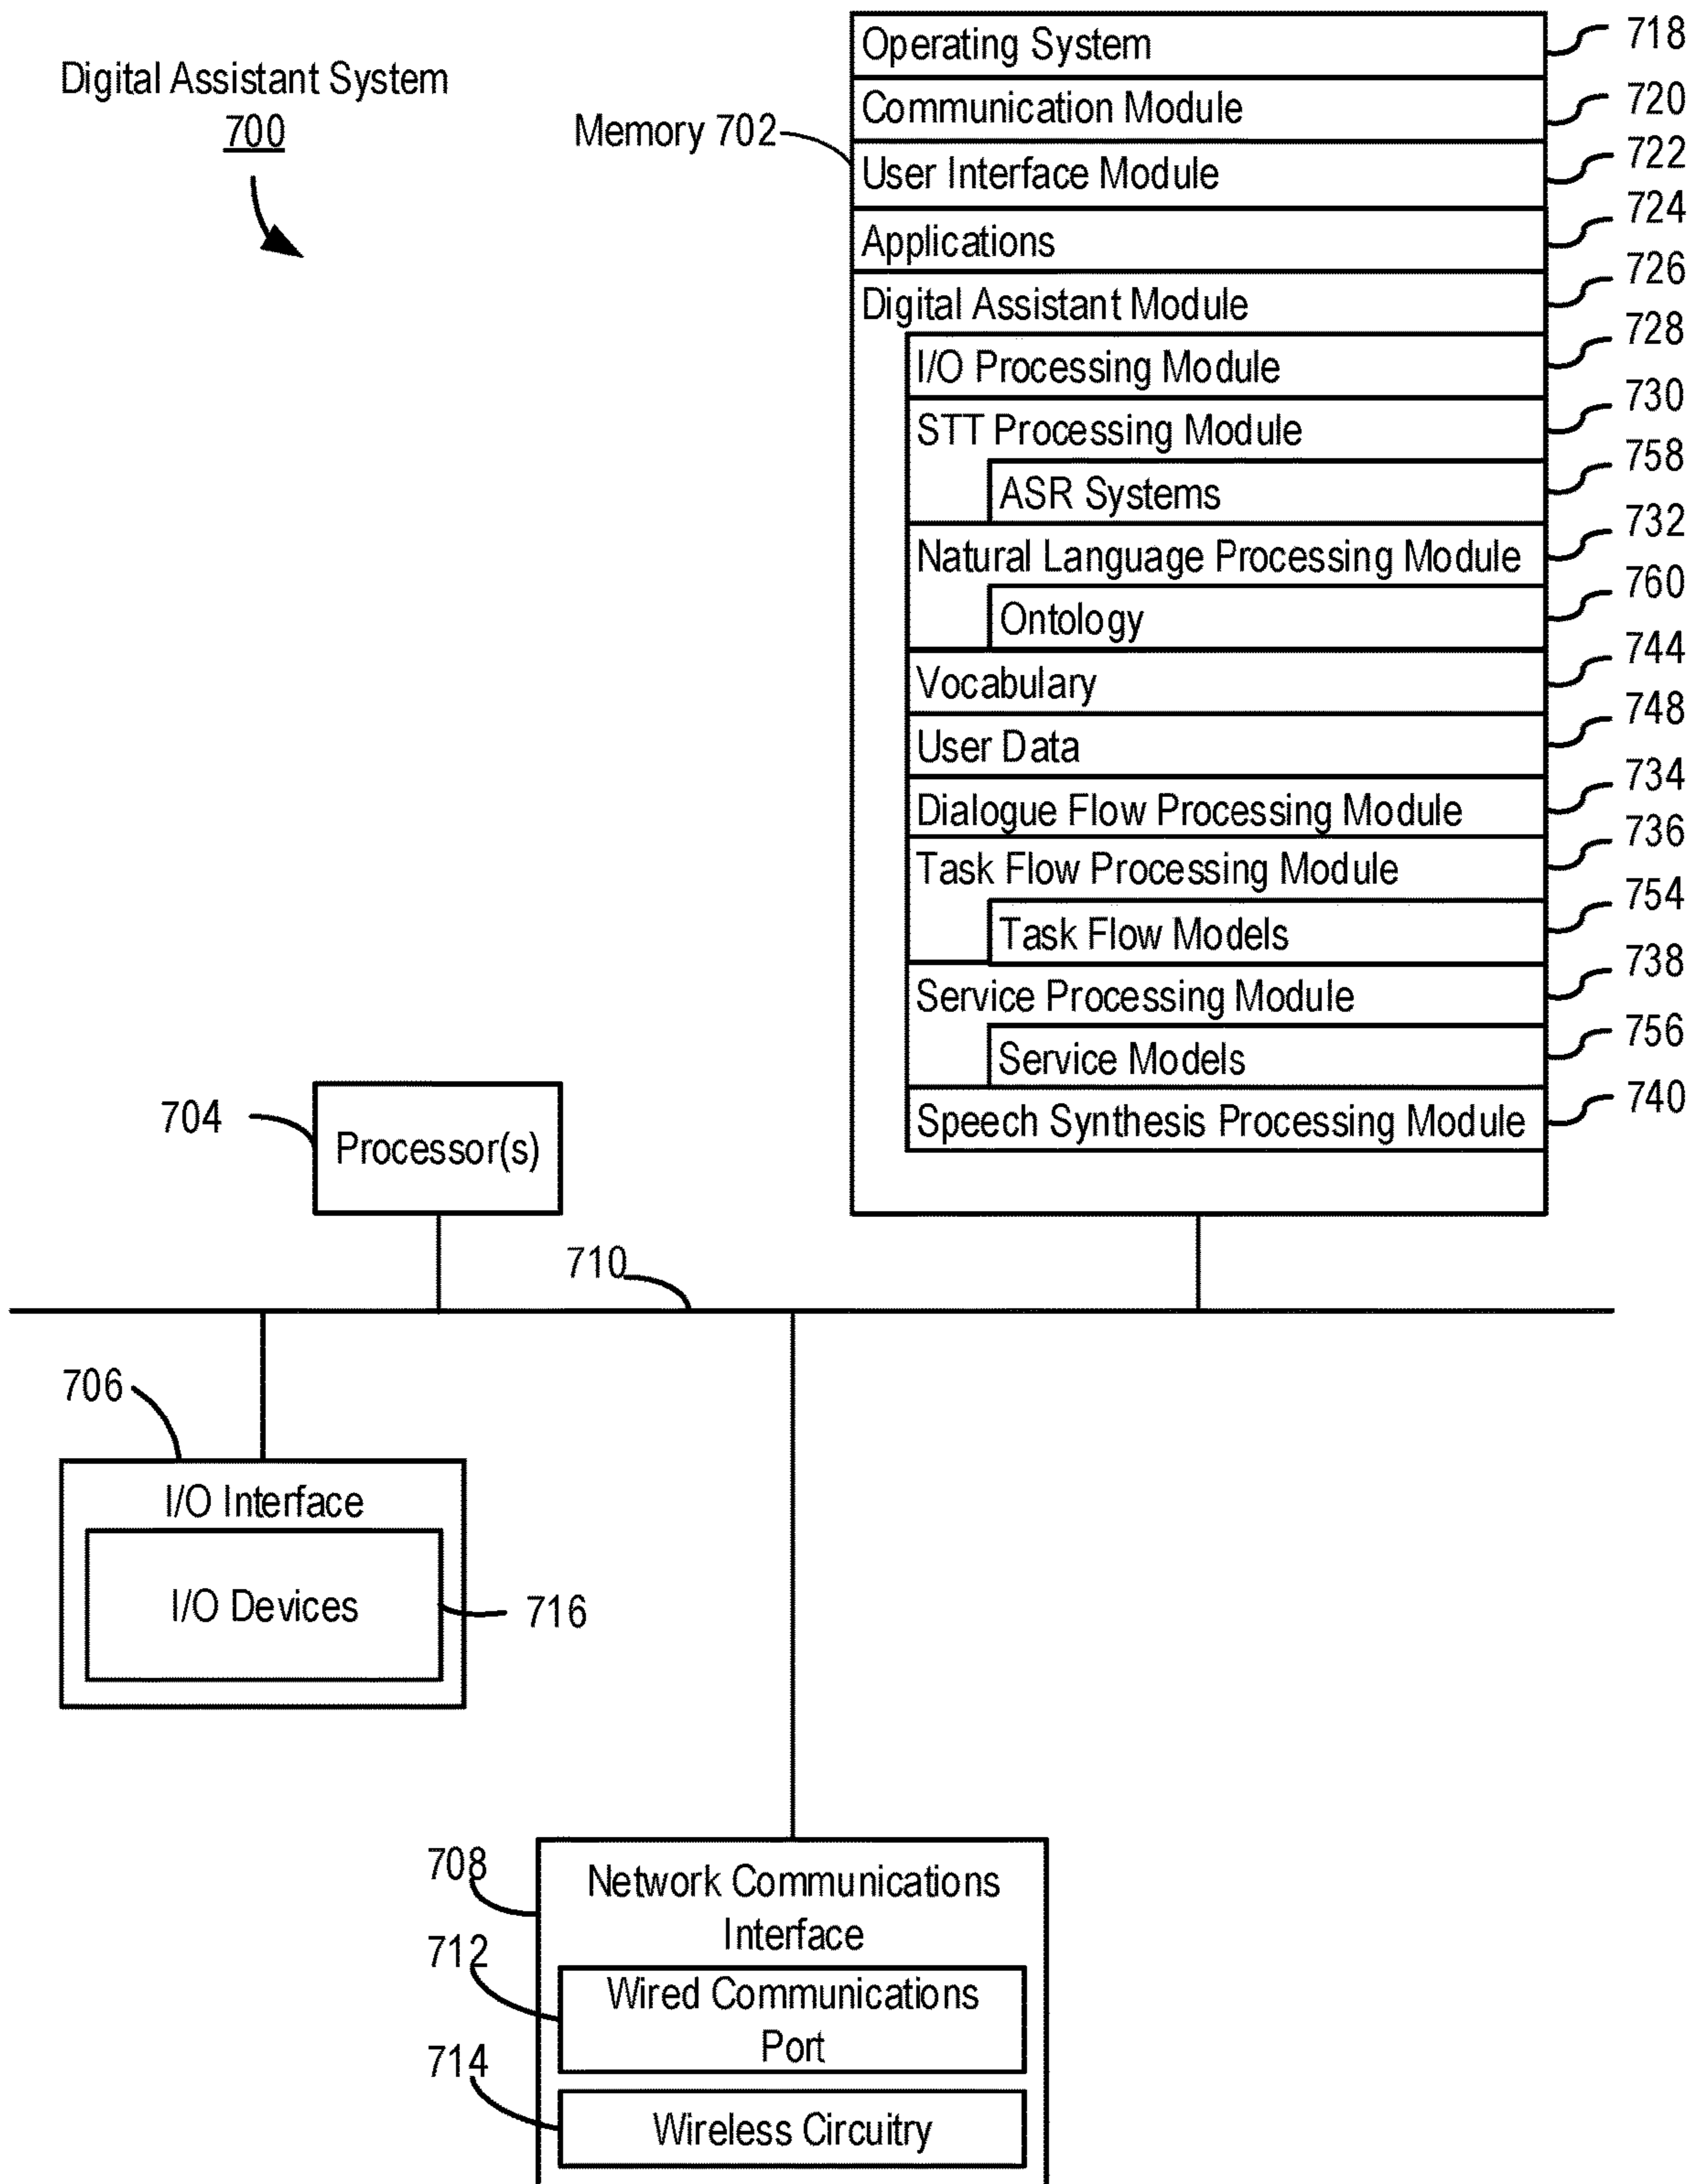 Digital Assistant System
700
Memory 702
Operating System 718
Communication Module 720
User Interface Module 722
Applications 724
Digital Assistant Module 726
I/O Processing Module 728
STT Processing Module 730
ASR Systems 758
Natural Language Processing Module 732
Ontology 760
Vocabulary 744
User Data 748
Dialogue Flow Processing Module 734
Task Flow Processing Module 736
Task Flow Models 754
Service Processing Module 738
Service Models 756
Speech Synthesis Processing Module 740
704
Processor(s)
710
706
I/O Interface
I/O Devices
716
708
Network Communications
Interface
712
Wired Communications
Port
714
Wireless Circuitry